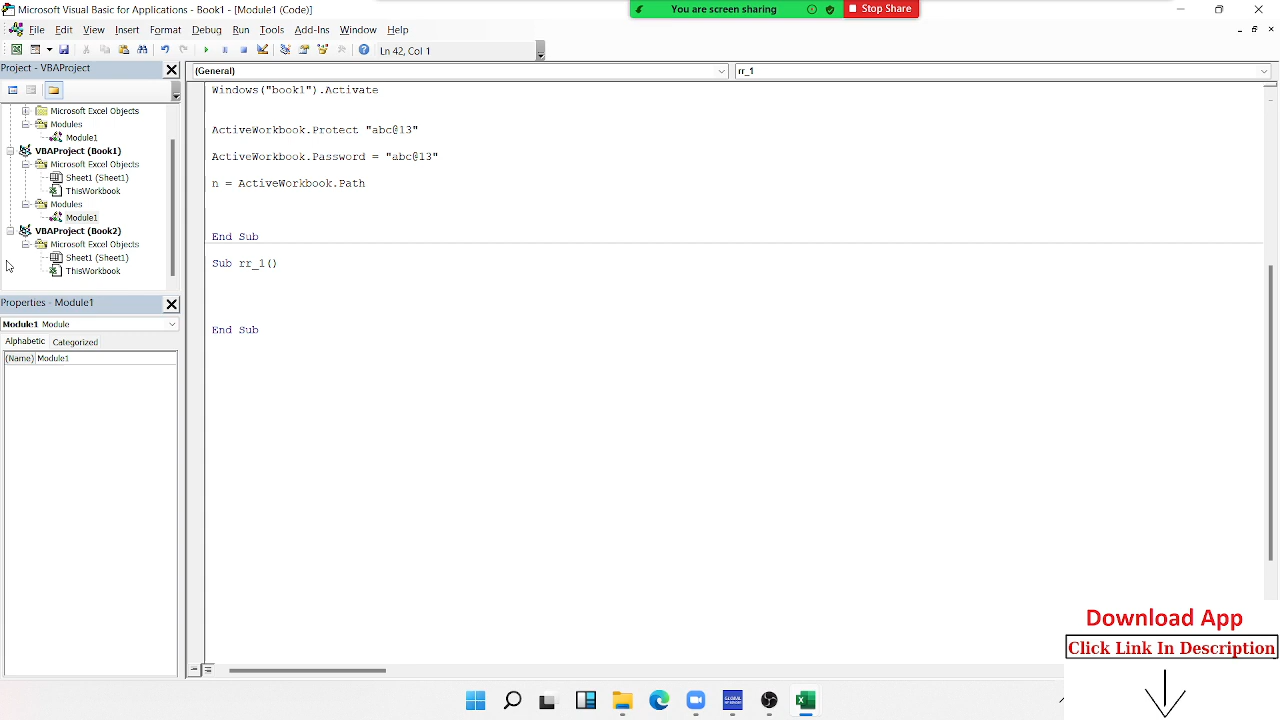 Microsoft Visual Basic for Applications - Book1 - [Module1 (Code)]
You are screen sharing
Stop Share
File Edit View Insert Format Debug Run Tools Add-Ins Window Help
Ln 42, Col 1
Project - VBAProject
(General)
rr_1
Microsoft Excel Objects
Modules
Module1
VBAProject (Book1)
Microsoft Excel Objects
Sheet1 (Sheet1)
ThisWorkbook
Modules
Module1
VBAProject (Book2)
Microsoft Excel Objects
Sheet1 (Sheet1)
ThisWorkbook
Properties - Module1
Module1 Module
Alphabetic Categorized
(Name) Module1
Windows("book1").Activate
ActiveWorkbook.Protect "abc@13"
ActiveWorkbook.Password = "abc@13"
n = ActiveWorkbook.Path
End Sub
Sub rr_1()
End Sub
Download App
Click Link In Description